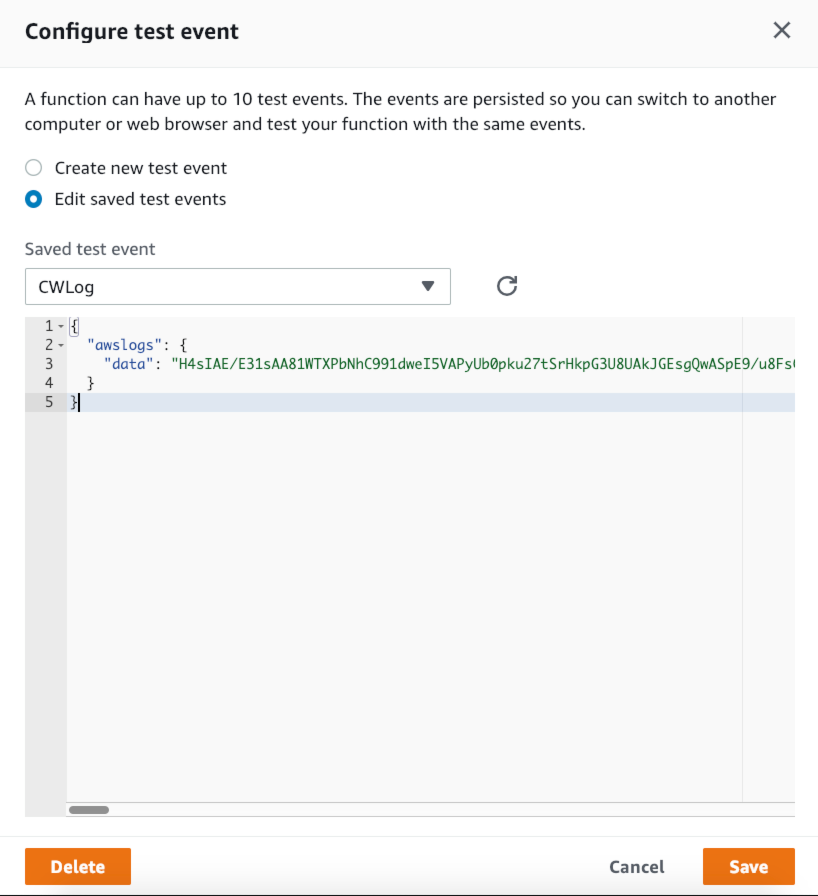 Configure test event
A function can have up to 10 test events. The events are persisted so you can switch to another
computer or web browser and test your function with the same events.
Create new test event
Edit saved test events
Saved test event
CWLog
1 {
2 "awslogs": {
3 "data": "H4sIAE/E31sAA81WTXPbNhC991dweI5VAPyUb0pku27tSrHkpG3U8UAkJGEsgQwASpE9/u8Fs
4 }
5 }
Delete
Cancel
Save